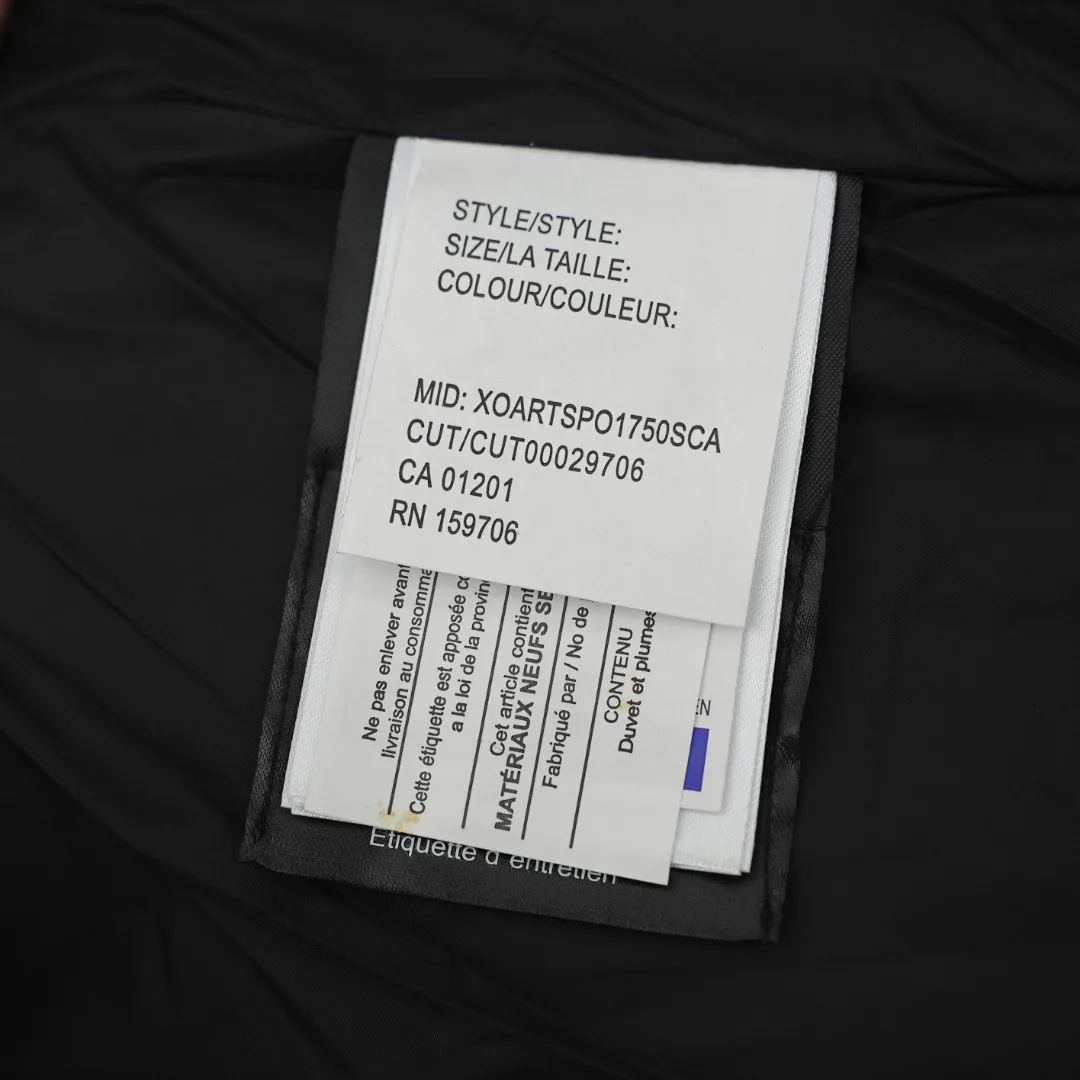 STYLE/STYLE:
SIZE/LA TAILLE:
COLOUR/COULEUR:
MID: XOARTSPO1750SCA
CUT/CUT00029706
CA 01201
RN 159706
Ne pas enlever avant
livraison au consomma
Cette étiquette est apposée co
a la loi de la provin
Cet article contient
MATÉRIAUX NEUFS SE
Fabriqué par / No de
CONTENU
Duvet et plumes
EN
Étiquette d'entretien